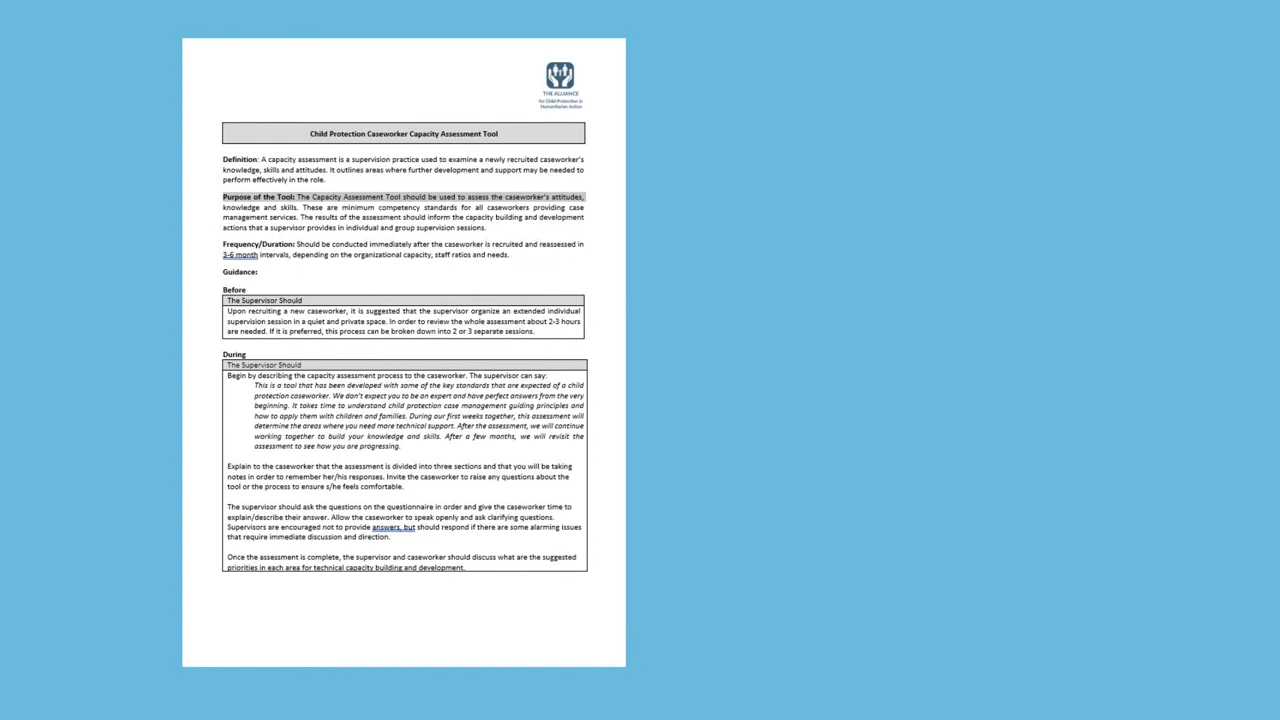 THE ALLIANCE
for Child Protection in
Humanitarian Action
Child Protection Caseworker Capacity Assessment Tool
Definition: A capacity assessment is a supervision practice used to examine a newly recruited caseworker's
knowledge, skills and attitudes. It outlines areas where further development and support may be needed to
perform effectively in the role.
Purpose of the Tool: The Capacity Assessment Tool should be used to assess the caseworker's attitudes,
knowledge and skills. These are minimum competency standards for all caseworkers providing case
management services. The results of the assessment should inform the capacity building and development
actions that a supervisor provides in individual and group supervision sessions.
Frequency/Duration: Should be conducted immediately after the caseworker is recruited and reassessed in
3-6 month intervals, depending on the organizational capacity, staff ratios and needs.
Guidance:
Before
The Supervisor Should
Upon recruiting a new caseworker, it is suggested that the supervisor organize an extended individual
supervision session in a quiet and private space. In order to review the whole assessment about 2-3 hours
are needed. If it is preferred, this process can be broken down into 2 or 3 separate sessions.
During
The Supervisor Should
Begin by describing the capacity assessment process to the caseworker. The supervisor can say:
This is a tool that has been developed with some of the key standards that are expected of a child
protection caseworker. We don't expect you to be an expert and have perfect answers from the very
beginning. It takes time to understand child protection case management guiding principles and
how to apply them with children and families. During our first weeks together, this assessment will
determine the areas where you need more technical support. After the assessment, we will continue
working together to build your knowledge and skills. After a few months, we will revisit the
assessment to see how you are progressing.
Explain to the caseworker that the assessment is divided into three sections and that you will be taking
notes in order to remember her/his responses. Invite the caseworker to raise any questions about the
tool or the process to ensure s/he feels comfortable.
The supervisor should ask the questions on the questionnaire in order and give the caseworker time to
explain/describe their answer. Allow the caseworker to speak openly and ask clarifying questions.
Supervisors are encouraged not to provide answers, but should respond if there are some alarming issues
that require immediate discussion and direction.
Once the assessment is complete, the supervisor and caseworker should discuss what are the suggested
priorities in each area for technical capacity building and development.